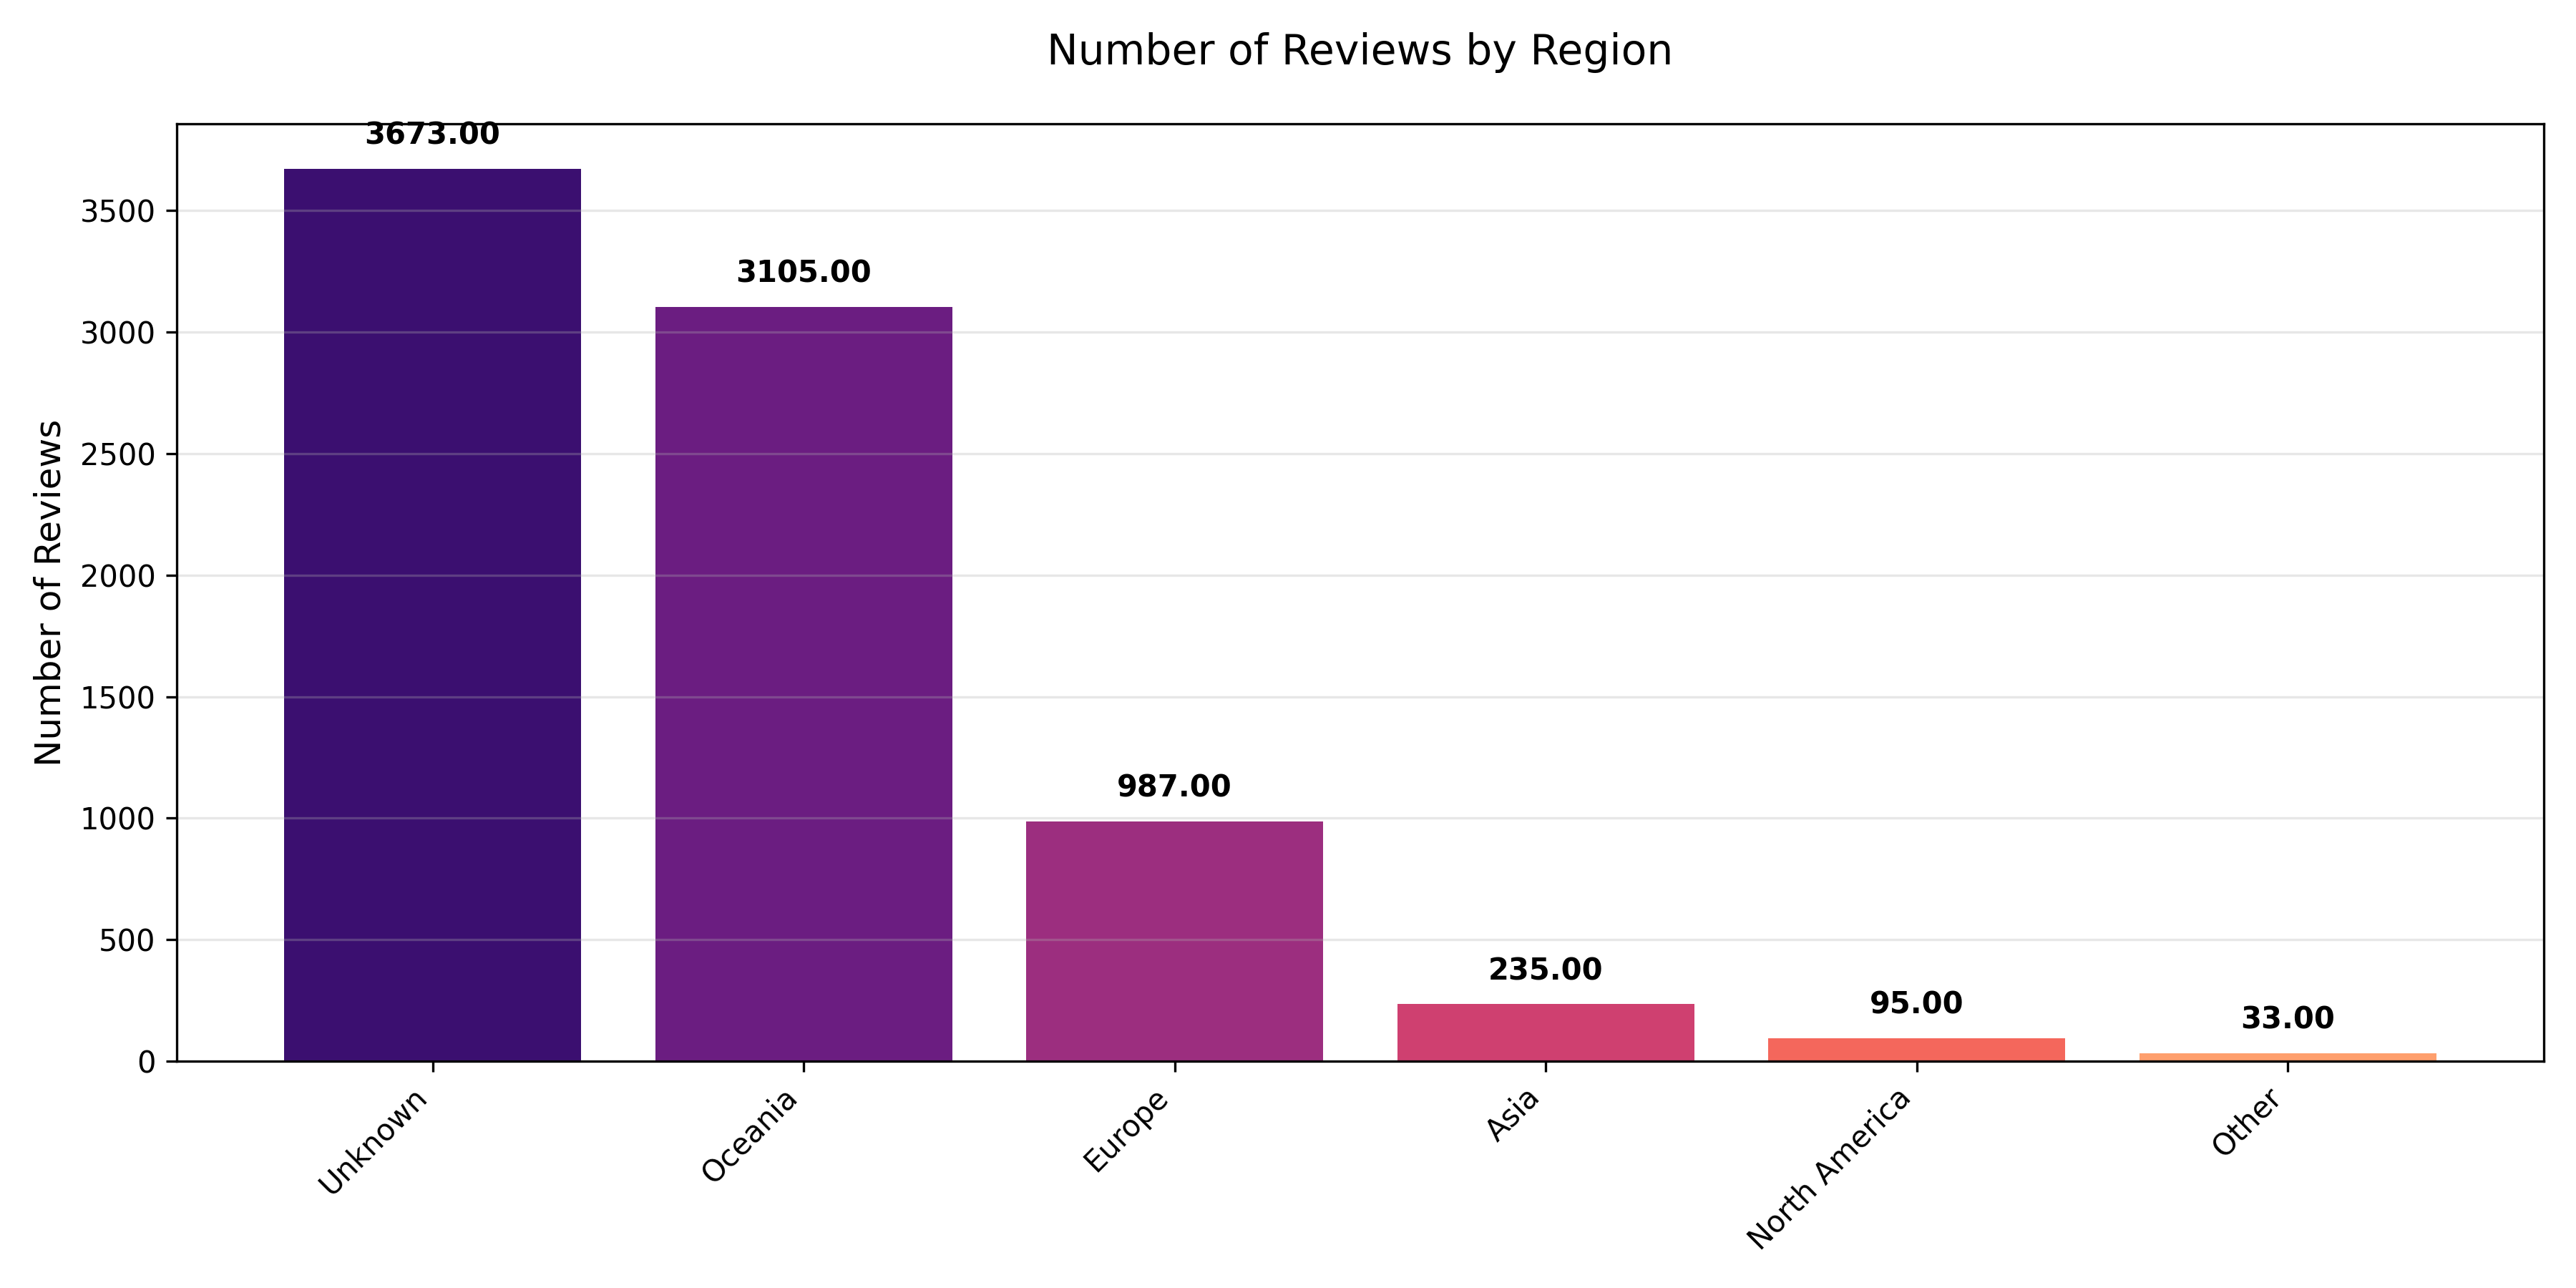 Number of Reviews by Region
3673.00
3500
3105.00
3000
2500
Number of Reviews
2000
1500
987.00
1000
500
235.00
95.00
33.00
0
Unknown
Oceania
Europe
Asia
North America
Other